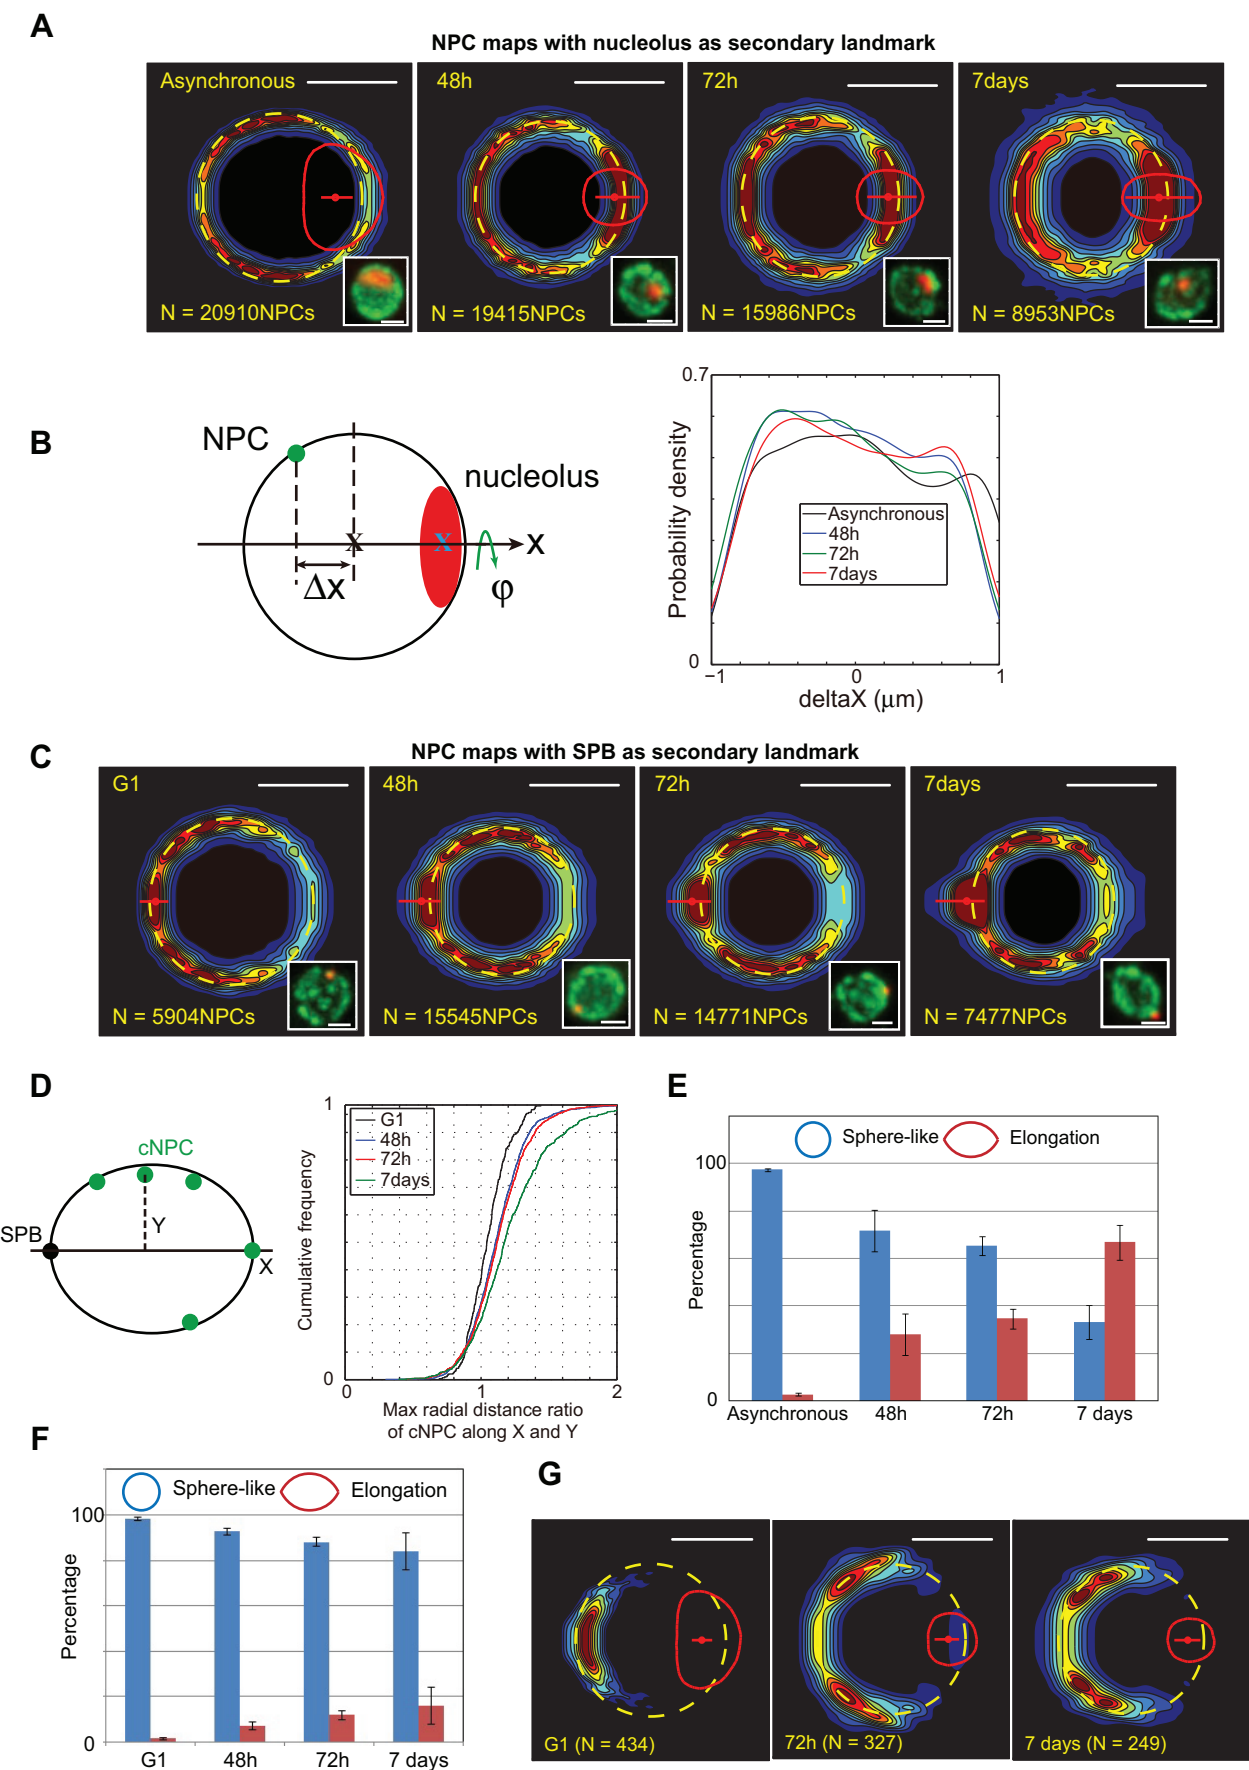 A
NPC maps with nucleolus as secondary landmark
Asynchronous
48h
72h
7days
N = 20910NPCs
N = 19415NPCs
N = 15986NPCs
N = 8953NPCs
B
NPC
nucleolus
X
X
X
Δx
φ
0.7
Probability density
Asynchronous
48h
72h
7days
0
−1
0
1
deltaX (μm)
C
NPC maps with SPB as secondary landmark
G1
48h
72h
7days
N = 5904NPCs
N = 15545NPCs
N = 14771NPCs
N = 7477NPCs
D
cNPC
SPB
Y
X
1
G1
48h
72h
7days
Cumulative frequency
0
0
1
2
Max radial distance ratio
of cNPC along X and Y
E
Sphere-like
Elongation
100
Percentage
0
Asynchronous
48h
72h
7 days
F
Sphere-like
Elongation
100
Percentage
0
G1
48h
72h
7 days
G
G1 (N = 434)
72h (N = 327)
7 days (N = 249)